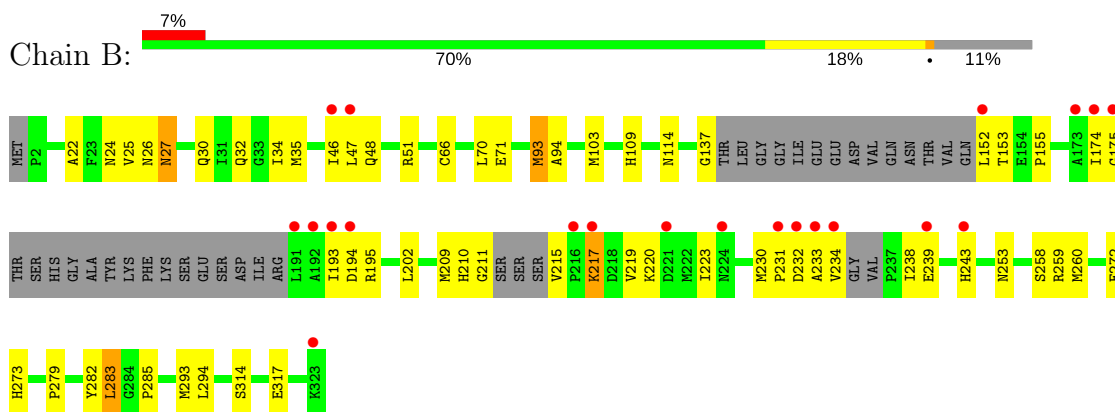 7%
Chain B:
70% 18% • 11%
MET P2 A22 F23 N24 V25 N26 N27 Q30 I31 Q32 G33 I34 M35 I46 L47 Q48 R51 C66 L70 E71 M93 A94 M103 H109 N114 G137 THR LEU GLY GLY ILE GLU GLU ASP VAL GLN ASN THR VAL GLN L152 T153 E154 P155 A173 I174 G175
THR SER HIS GLY ALA TYR LYS PHE LYS SER GLU SER ASP ILE ARG L191 A192 I193 D194 R195 L202 M209 H210 G211 SER SER SER V215 P216 K217 D218 V219 K220 D221 M222 I223 N224 M230 P231 D232 A233 V234 GLY VAL P237 I238 E239 H243 N253 S258 R259 M260
H273 P279 Y282 L283 G284 P285 M293 L294 S314 E317 K323